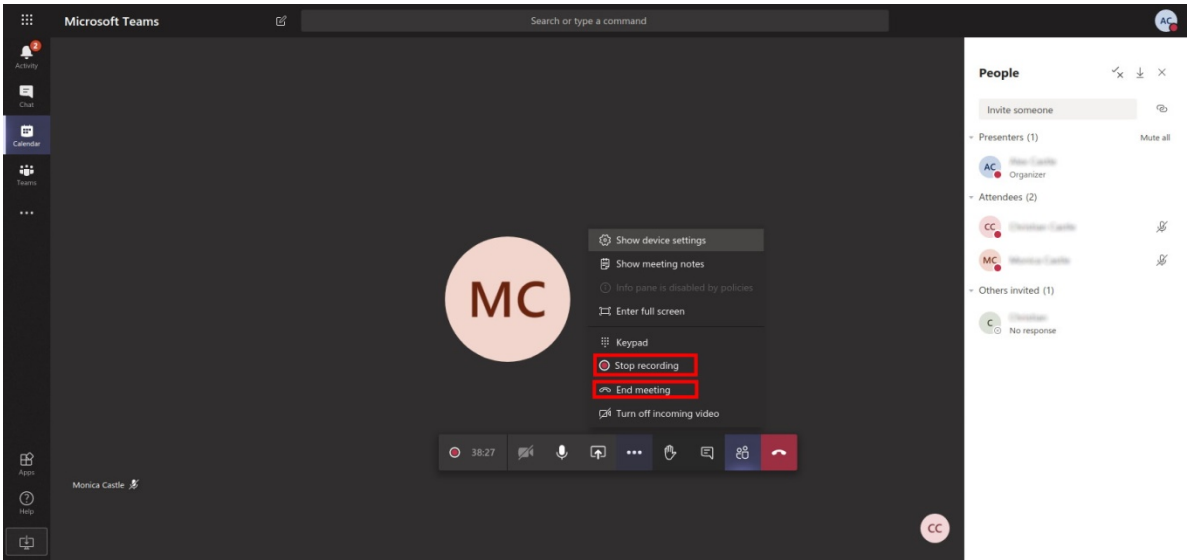 Microsoft Teams
Search or type a command
AC
2
Activity
Chat
Calendar
Teams
Apps
Help
MC
Show device settings
Show meeting notes
Info pane is disabled by policies
Enter full screen
Keypad
Stop recording
End meeting
Turn off incoming video
38:27
Monica Castle
CC
People
Invite someone
Presenters (1) Mute all
AC
Organizer
Attendees (2)
CC
MC
Others invited (1)
C
No response